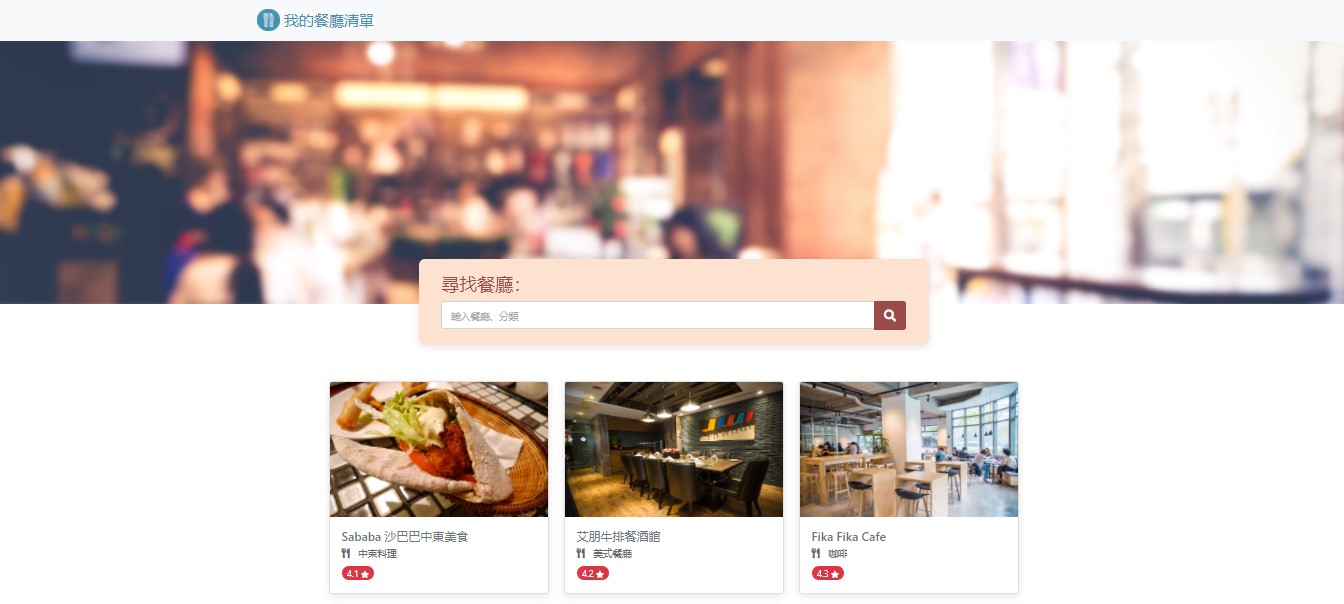 我的餐廳清單
尋找餐廳：
輸入餐廳、分類
Sababa 沙巴巴中東美食
中東料理
4.1
艾朋牛排餐酒館
美式餐廳
4.2
Fika Fika Cafe
咖啡
4.3